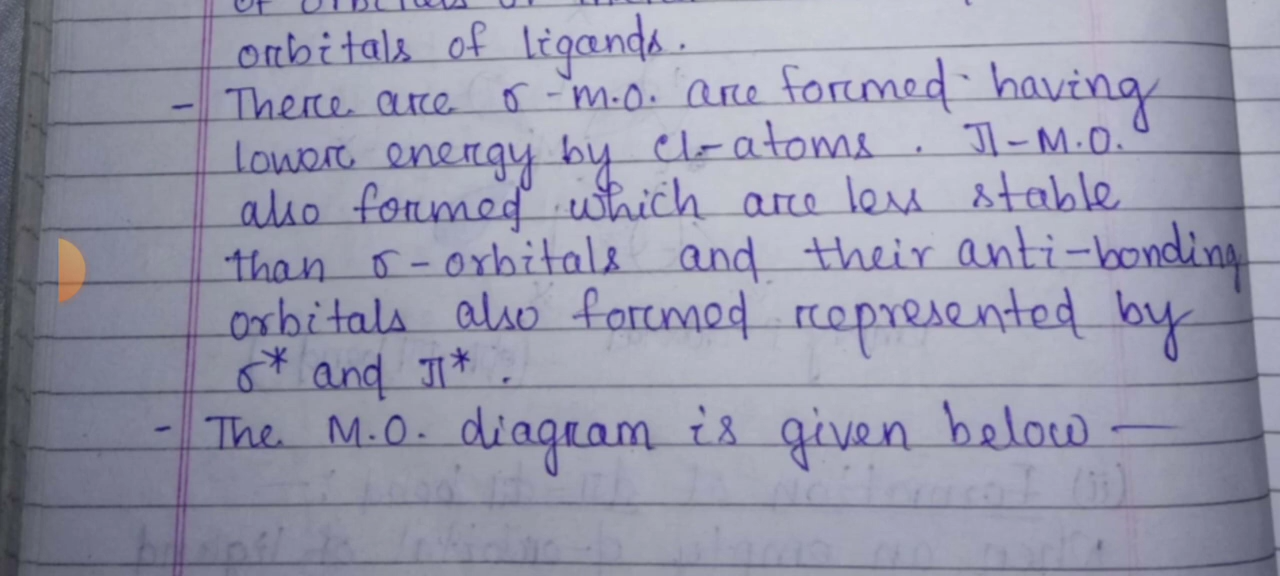 orbitals of ligands.
- There are σ-m.o. are formed having
lower energy by Cl-atoms. π-M.O.
also formed which are less stable
than σ-orbitals and their anti-bonding
orbitals also formed represented by
σ* and π*.
- The M.O. diagram is given below —